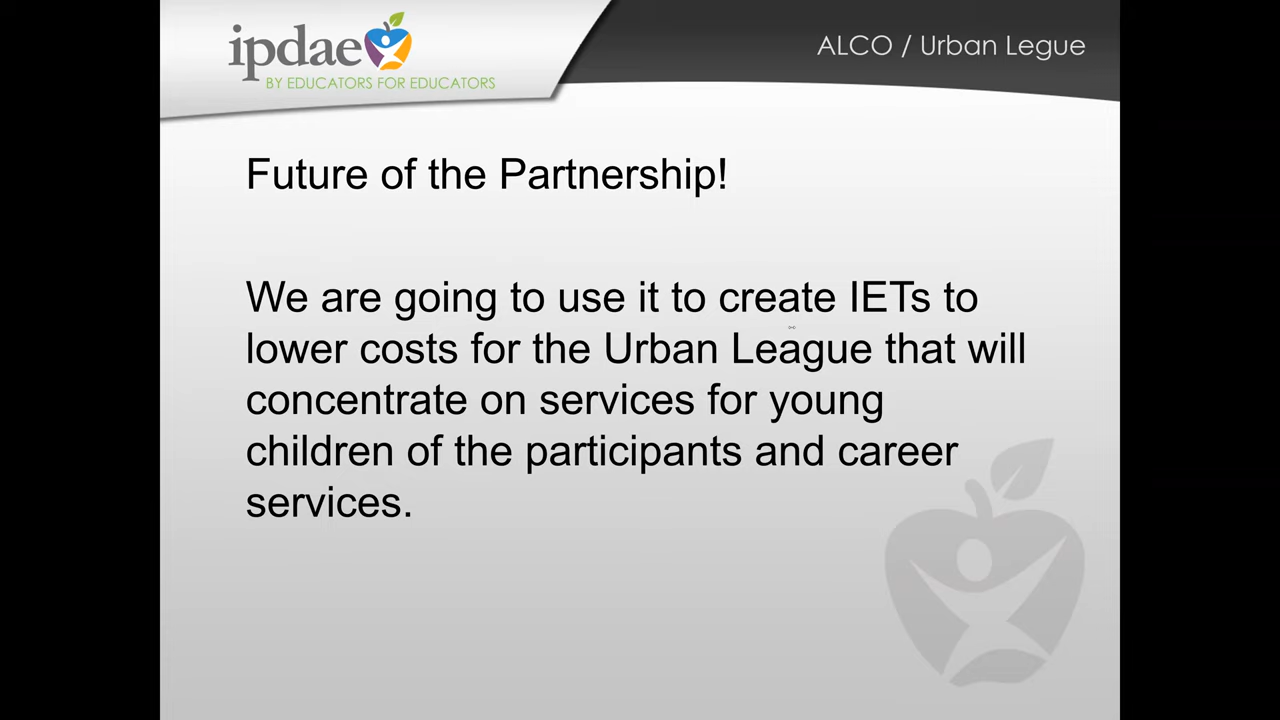 ipdae
BY EDUCATORS FOR EDUCATORS
ALCO / Urban Legue
Future of the Partnership!
We are going to use it to create IETs to
lower costs for the Urban League that will
concentrate on services for young
children of the participants and career
services.